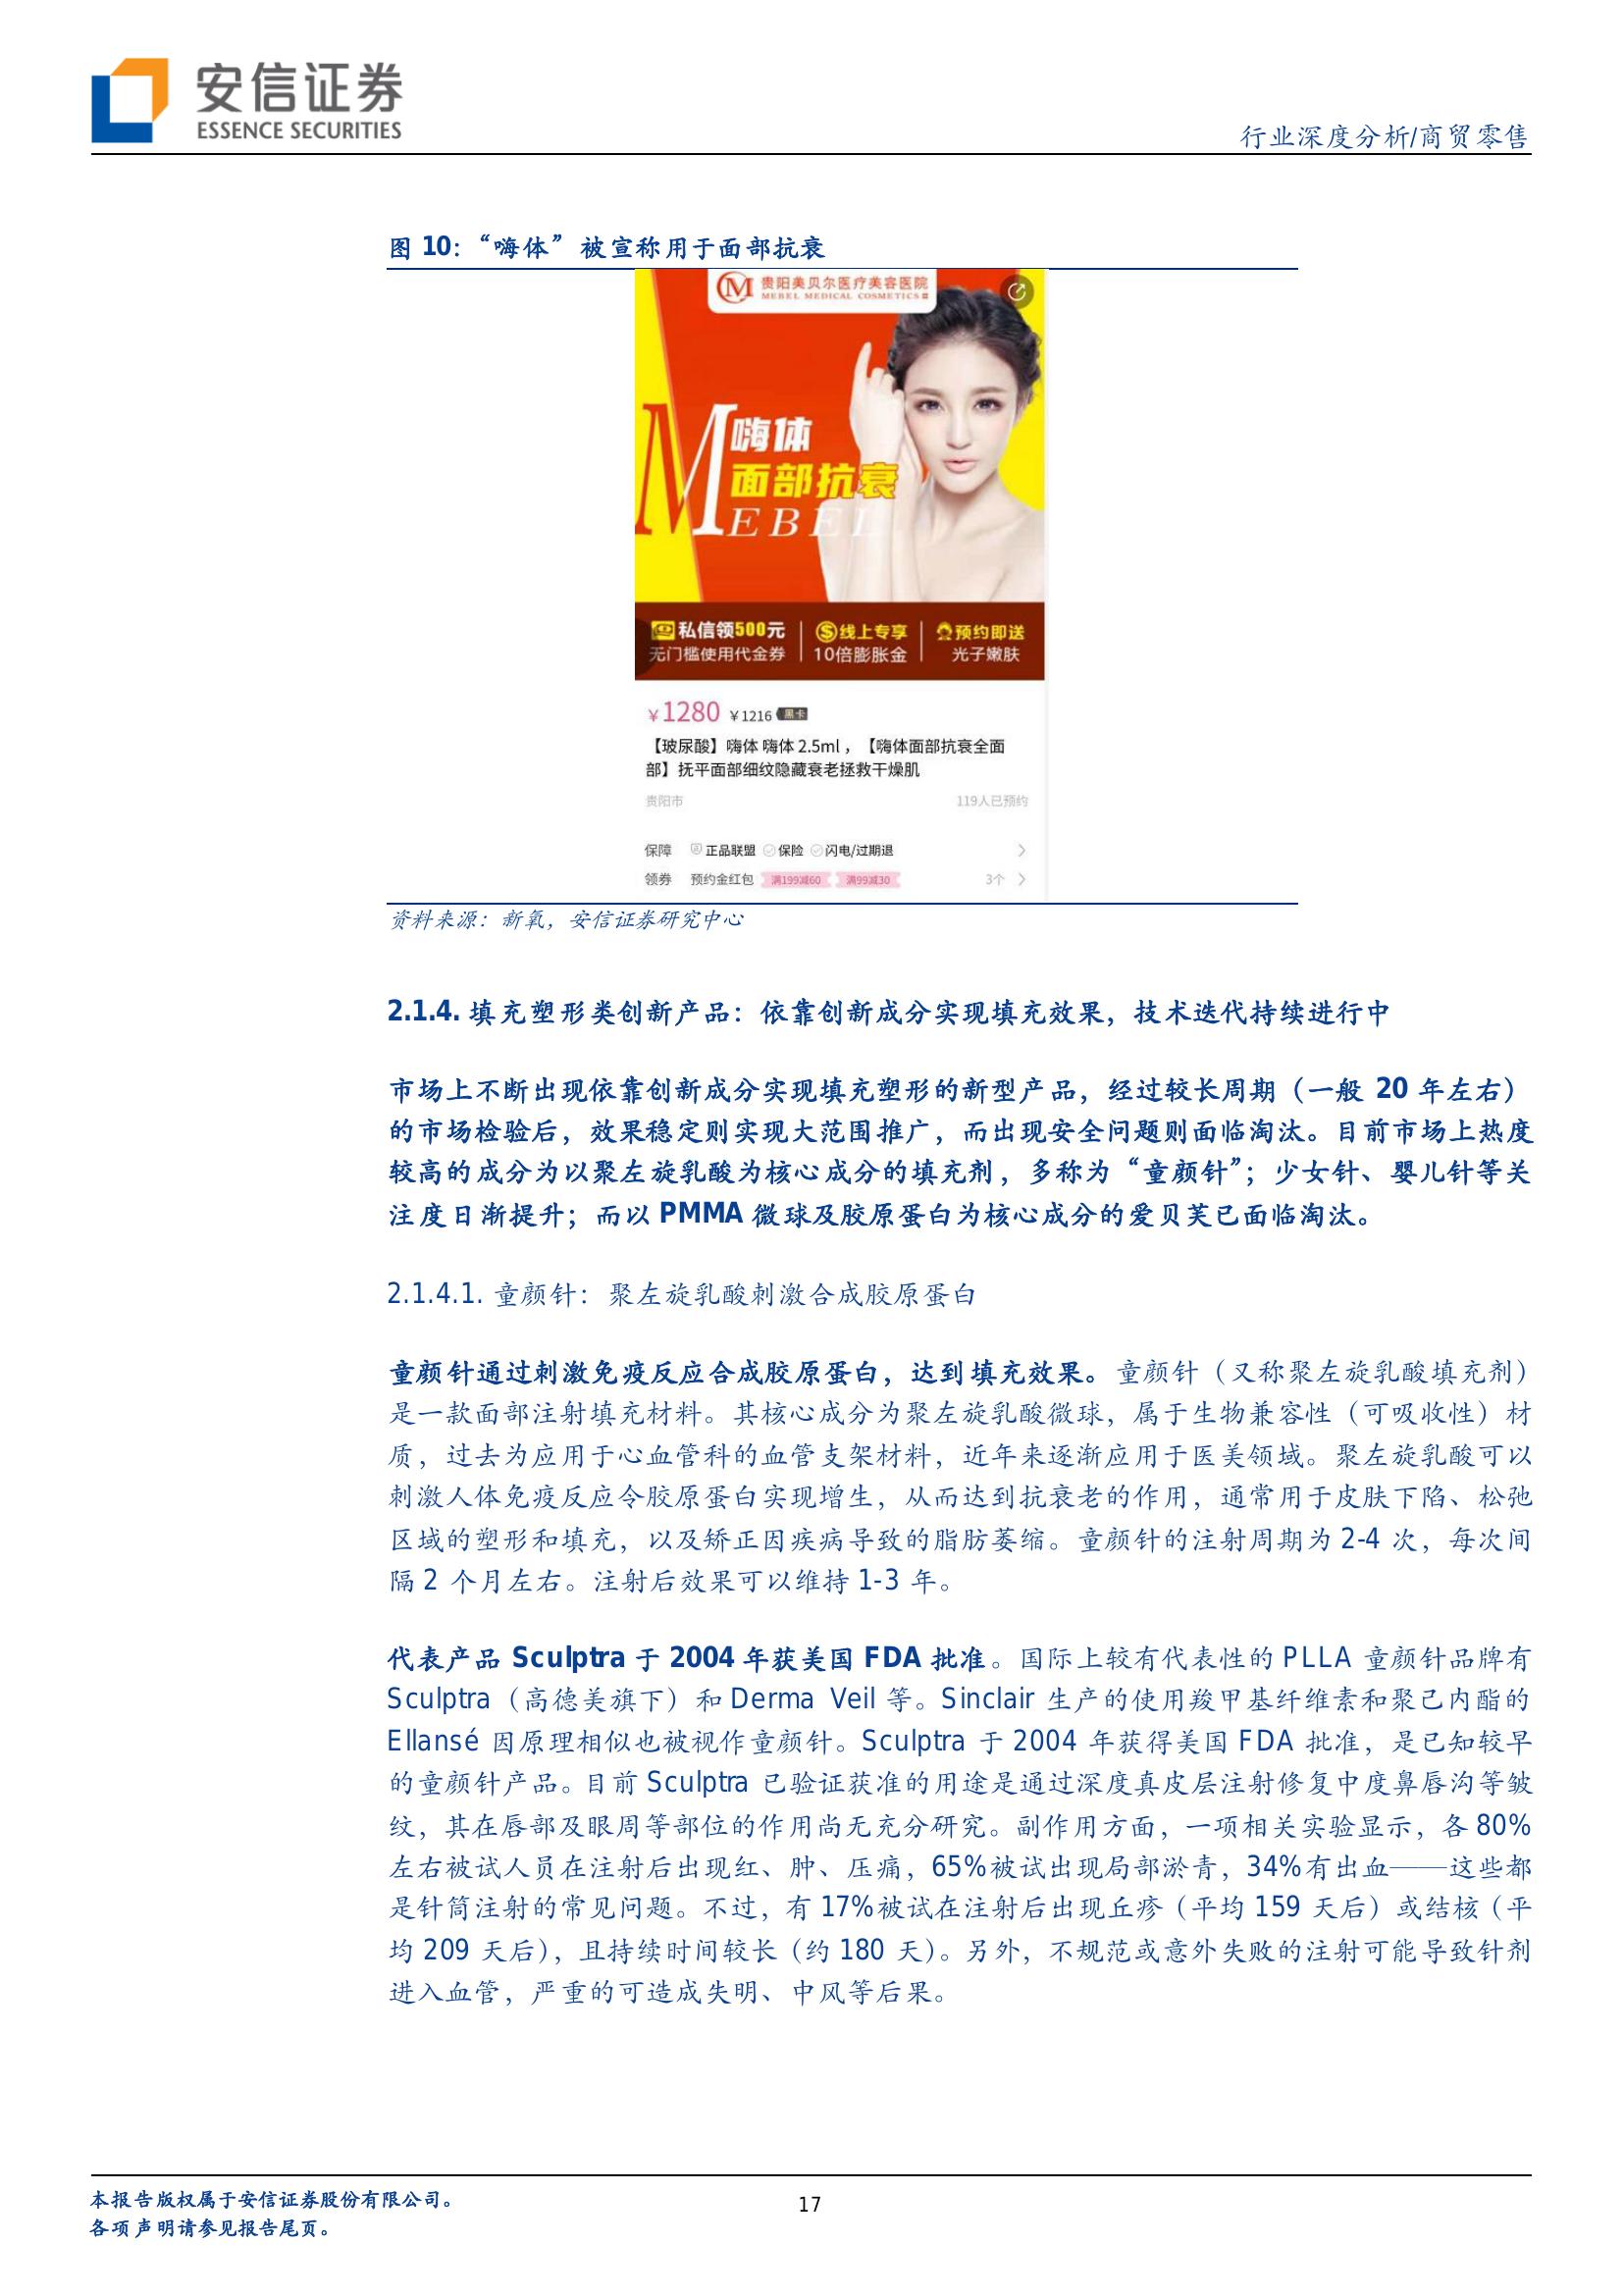 安信证券
ESSENCE SECURITIES
行业深度分析/商贸零售
图 10：“嗨体”被宣称用于面部抗衰
贵阳美贝尔医疗美容医院
MEBEL MEDICAL COSMETICS
嗨体
面部抗衰
MEBEL
私信领500元
无门槛使用代金券
线上专享
10倍膨胀金
预约即送
光子嫩肤
￥1280 ￥1216 黑卡
【玻尿酸】嗨体 嗨体 2.5ml，【嗨体面部抗衰全面
部】抚平面部细纹隐藏衰老拯救干燥肌
贵阳市 119人已预约
保障 正品联盟 保险 闪电/过期退
领券 预约金红包 满199减60 满99减30 3个
资料来源：新氧，安信证券研究中心
2.1.4. 填充塑形类创新产品：依靠创新成分实现填充效果，技术迭代持续进行中
市场上不断出现依靠创新成分实现填充塑形的新型产品，经过较长周期（一般 20 年左右）
的市场检验后，效果稳定则实现大范围推广，而出现安全问题则面临淘汰。目前市场上热度
较高的成分为以聚左旋乳酸为核心成分的填充剂，多称为“童颜针”；少女针、婴儿针等关
注度日渐提升；而以 PMMA 微球及胶原蛋白为核心成分的爱贝芙已面临淘汰。
2.1.4.1. 童颜针：聚左旋乳酸刺激合成胶原蛋白
童颜针通过刺激免疫反应合成胶原蛋白，达到填充效果。童颜针（又称聚左旋乳酸填充剂）
是一款面部注射填充材料。其核心成分为聚左旋乳酸微球，属于生物兼容性（可吸收性）材
质，过去为应用于心血管科的血管支架材料，近年来逐渐应用于医美领域。聚左旋乳酸可以
刺激人体免疫反应令胶原蛋白实现增生，从而达到抗衰老的作用，通常用于皮肤下陷、松弛
区域的塑形和填充，以及矫正因疾病导致的脂肪萎缩。童颜针的注射周期为 2-4 次，每次间
隔 2 个月左右。注射后效果可以维持 1-3 年。
代表产品 Sculptra 于 2004 年获美国 FDA 批准。国际上较有代表性的 PLLA 童颜针品牌有
Sculptra（高德美旗下）和 Derma Veil 等。Sinclair 生产的使用羧甲基纤维素和聚己内酯的
Ellansé 因原理相似也被视作童颜针。Sculptra 于 2004 年获得美国 FDA 批准，是已知较早
的童颜针产品。目前 Sculptra 已验证获准的用途是通过深度真皮层注射修复中度鼻唇沟等皱
纹，其在唇部及眼周等部位的作用尚无充分研究。副作用方面，一项相关实验显示，各 80%
左右被试人员在注射后出现红、肿、压痛，65%被试出现局部淤青，34%有出血——这些都
是针筒注射的常见问题。不过，有 17%被试在注射后出现丘疹（平均 159 天后）或结核（平
均 209 天后），且持续时间较长（约 180 天）。另外，不规范或意外失败的注射可能导致针剂
进入血管，严重的可造成失明、中风等后果。
本报告版权属于安信证券股份有限公司。
各项声明请参见报告尾页。
17